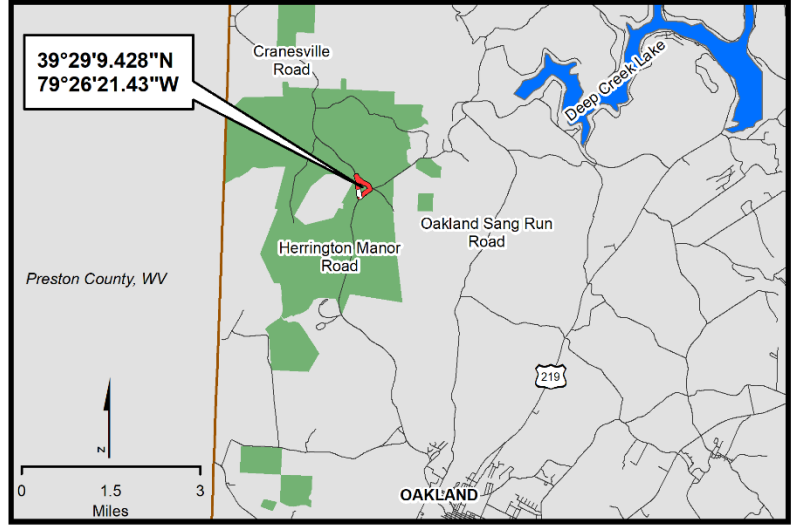 39°29'9.428"N
79°26'21.43"W
Cranesville
Road
Deep Creek Lake
Oakland Sang Run
Road
Herrington Manor
Road
Preston County, WV
219
N
0 1.5 3
Miles
OAKLAND